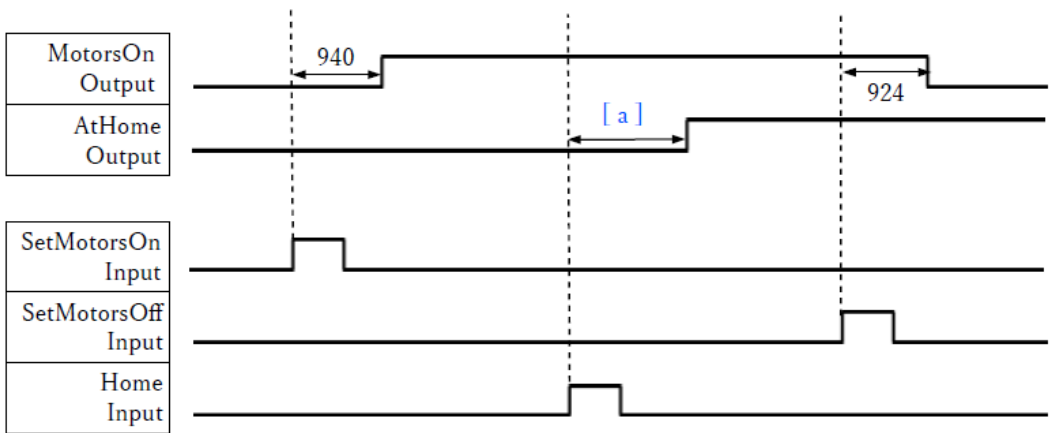 MotorsOn
Output
940
924
AtHome
Output
[ a ]
SetMotorsOn
Input
SetMotorsOff
Input
Home
Input